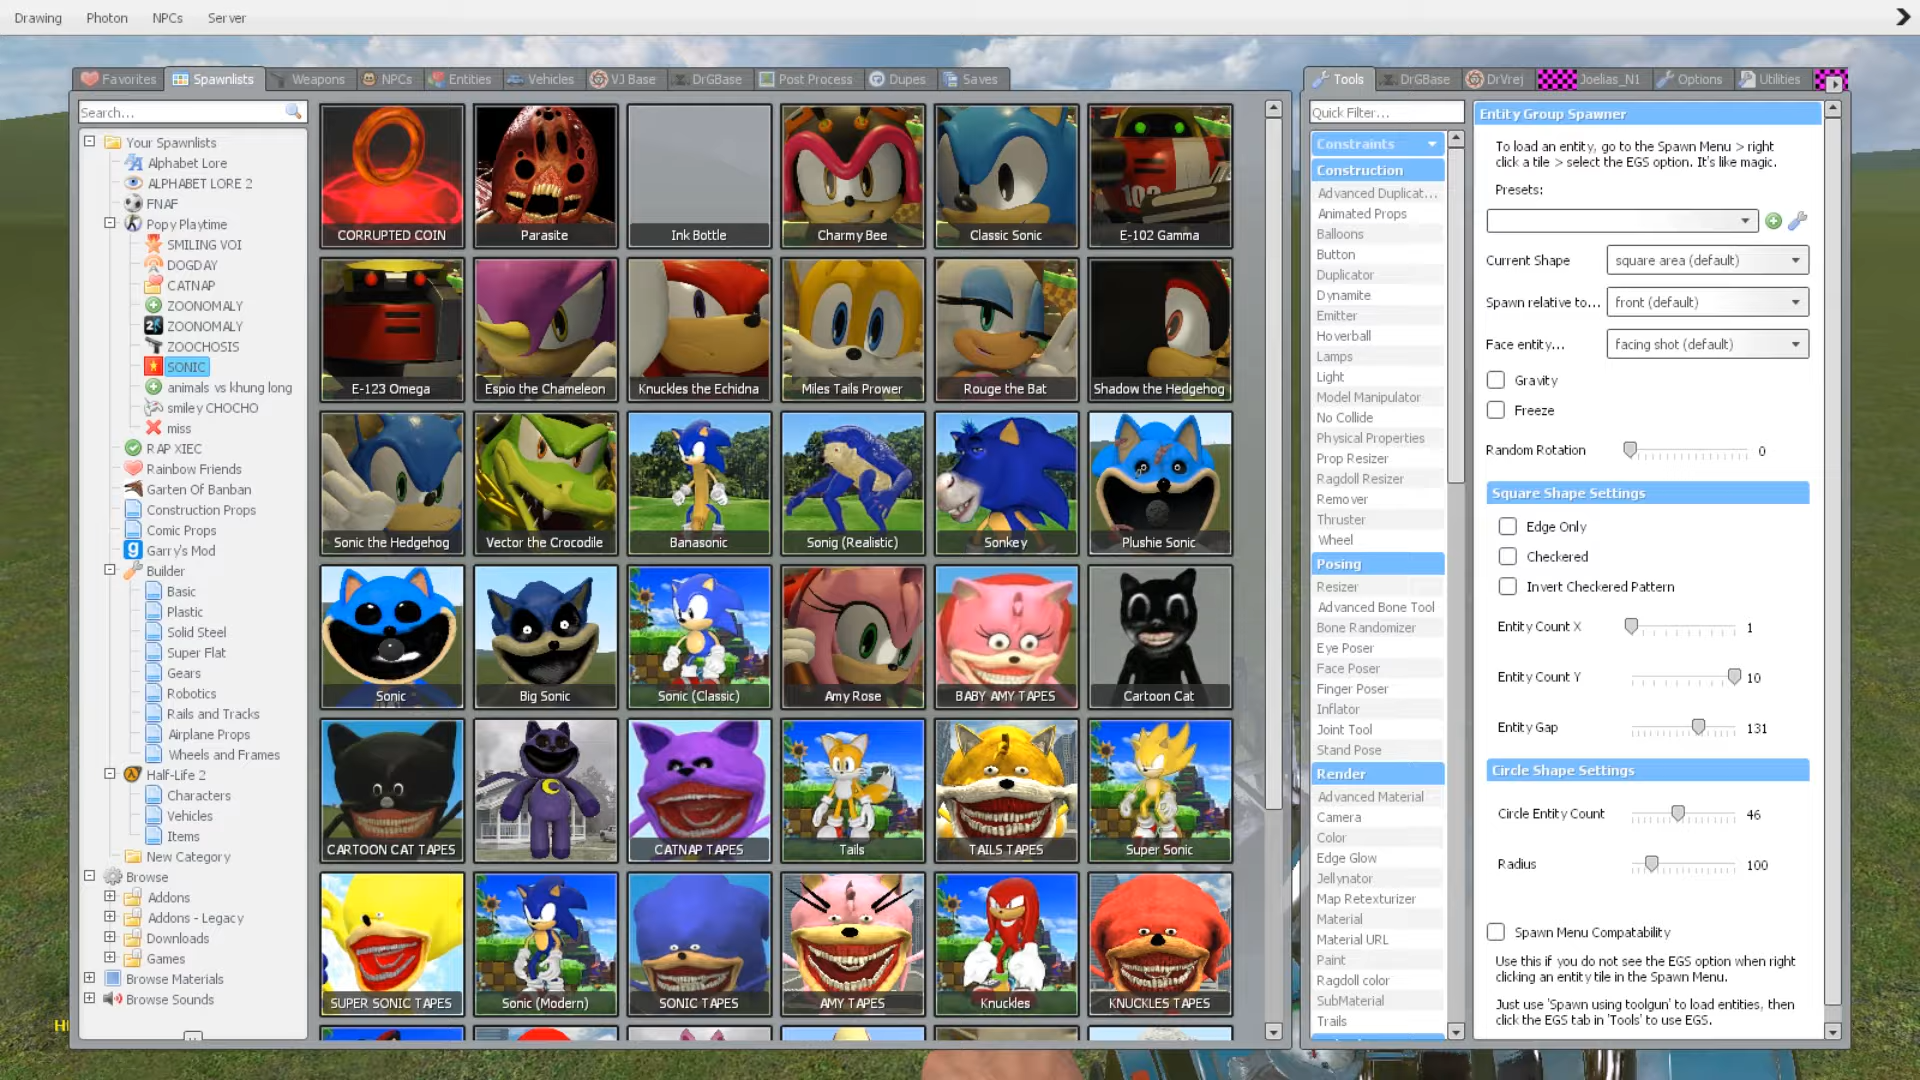 Drawing Photon NPCs Server
Favorites Spawnlists Weapons NPCs Entities Vehicles VJ Base DrGBase Post Process Dupes Saves
Search...
Your Spawnlists
Alphabet Lore
ALPHABET LORE 2
FNAF
Popy Playtime
SMILING VOI
DOGDAY
CATNAP
ZOONOMALY
ZOONOMALY
ZOOCHOSIS
SONIC
animals vs khung long
smiley CHOCHO
miss
RAP XIEC
Rainbow Friends
Garten Of Banban
Construction Props
Comic Props
Garry's Mod
Builder
Basic
Plastic
Solid Steel
Super Flat
Gears
Robotics
Rails and Tracks
Airplane Props
Wheels and Frames
Half-Life 2
Characters
Vehicles
Items
New Category
Browse
Addons
Addons - Legacy
Downloads
Games
Browse Materials
Browse Sounds
CORRUPTED COIN Parasite Ink Bottle Charmy Bee Classic Sonic E-102 Gamma
E-123 Omega Espio the Chameleon Knuckles the Echidna Miles Tails Prower Rouge the Bat Shadow the Hedgehog
Sonic the Hedgehog Vector the Crocodile Banasonic Sonig (Realistic) Sonkey Plushie Sonic
Sonic Big Sonic Sonic (Classic) Amy Rose BABY AMY TAPES Cartoon Cat
CARTOON CAT TAPES CATNAP TAPES Tails TAILS TAPES Super Sonic
SUPER SONIC TAPES Sonic (Modern) SONIC TAPES AMY TAPES Knuckles KNUCKLES TAPES
Tools DrGBase DrVrej Joelias_N1 Options Utilities
Quick Filter...
Constraints
Construction
Advanced Duplicat...
Animated Props
Balloons
Button
Duplicator
Dynamite
Emitter
Hoverball
Lamps
Light
Model Manipulator
No Collide
Physical Properties
Prop Resizer
Ragdoll Resizer
Remover
Thruster
Wheel
Posing
Resizer
Advanced Bone Tool
Bone Randomizer
Eye Poser
Face Poser
Finger Poser
Inflator
Joint Tool
Stand Pose
Render
Advanced Material
Camera
Color
Edge Glow
Jellynator
Map Retexturizer
Material
Material URL
Paint
Ragdoll color
SubMaterial
Trails
Entity Group Spawner
To load an entity, go to the Spawn Menu > right
click a tile > select the EGS option. It's like magic.
Presets:
Current Shape square area (default)
Spawn relative to... front (default)
Face entity... facing shot (default)
Gravity
Freeze
Random Rotation 0
Square Shape Settings
Edge Only
Checkered
Invert Checkered Pattern
Entity Count X 1
Entity Count Y 10
Entity Gap 131
Circle Shape Settings
Circle Entity Count 46
Radius 100
Spawn Menu Compatability
Use this if you do not see the EGS option when right
clicking an entity tile in the Spawn Menu.
Just use 'Spawn using toolgun' to load entities, then
click the EGS tab in 'Tools' to use EGS.